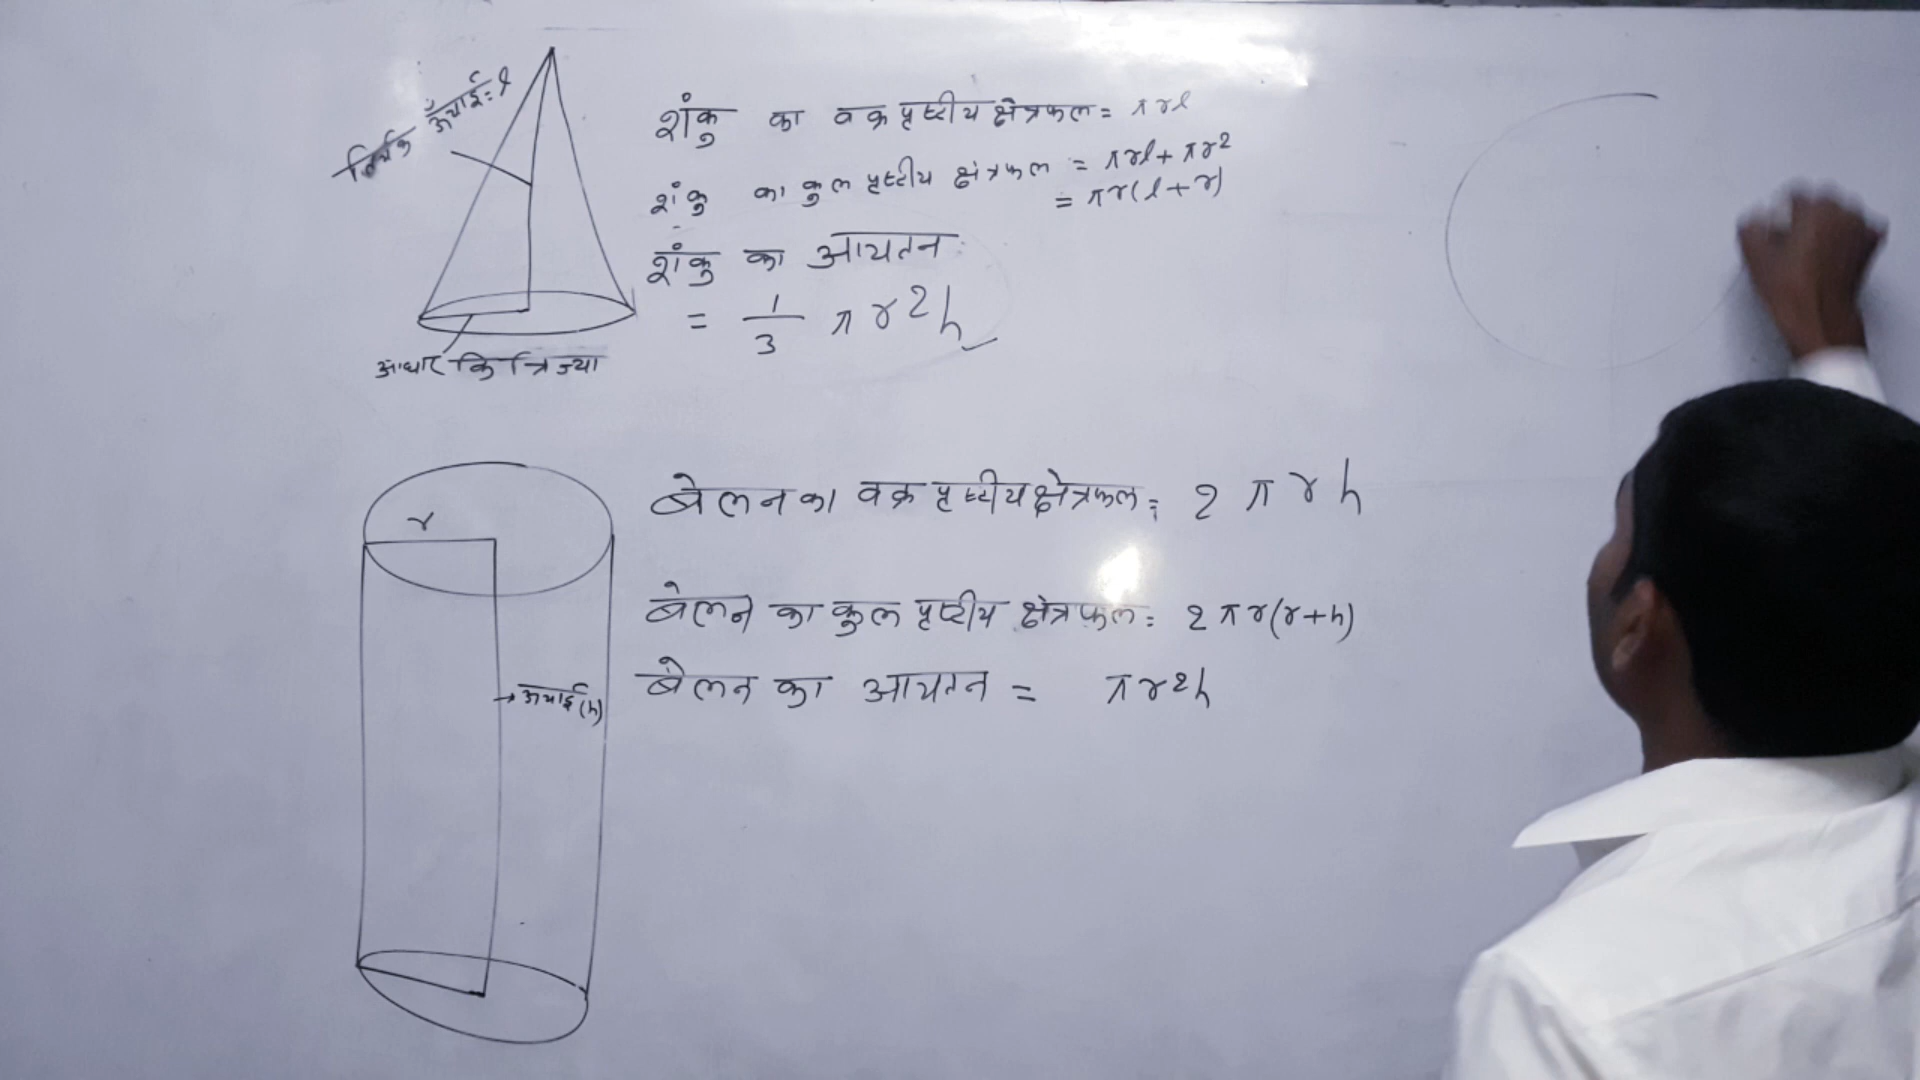 तिर्यक ऊँचाई = l
शंकु का वक्र पृष्टीय क्षेत्रफल = πrl
शंकु का कुल पृष्टीय क्षेत्रफल = πrl + πr2
= πr(l + r)
शंकु का आयतन
= 1/3 πr2h
आधार कि त्रिज्या
r
ऊचाई (h)
बेलन का वक्र पृष्टीय क्षेत्रफल = 2πrh
बेलन का कुल पृष्टीय क्षेत्रफल = 2πr(r+h)
बेलन का आयतन = πr2h